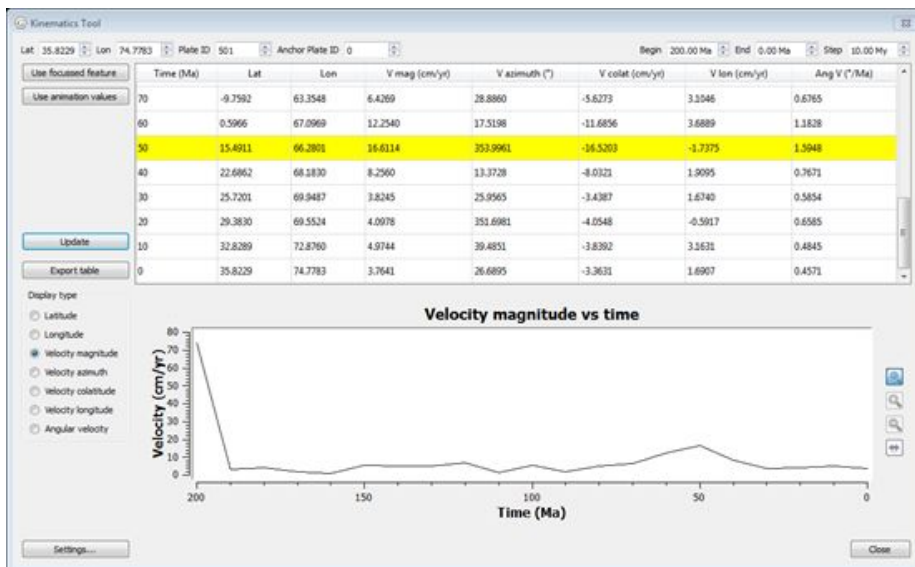 Kinematics Tool
Lat 35.8229 Lon 74.7783 Plate ID 501 Anchor Plate ID 0 Begin 200.00 Ma End 0.00 Ma Step 10.00 My
Use focussed feature
Use animation values
Time (Ma) Lat Lon V mag (cm/yr) V azimuth (°) V colat (cm/yr) V lon (cm/yr) Ang V (°/Ma)
70 -9.7592 63.3548 6.4269 28.8860 -5.6273 3.1046 0.6765
60 0.5966 67.0969 12.2540 17.5198 -11.6856 3.6889 1.1828
50 15.4911 66.2801 16.6114 353.9961 -16.5203 -1.7375 1.5948
40 22.6862 68.1830 8.2560 13.3728 -8.0321 1.9095 0.7671
30 25.7201 69.9487 3.8245 25.9565 -3.4387 1.6740 0.5854
20 29.3830 69.5524 4.0978 351.6981 -4.0548 -0.5917 0.6585
10 32.8289 72.8760 4.9744 39.4851 -3.8392 3.1631 0.4845
0 35.8229 74.7783 3.7641 26.6895 -3.3631 1.6907 0.4571
Update
Export table
Display type
Latitude
Longitude
Velocity magnitude
Velocity azimuth
Velocity colatitude
Velocity longitude
Angular velocity
Velocity magnitude vs time
Velocity (cm/yr)
80
70
60
50
40
30
20
10
0
200 150 100 50 0
Time (Ma)
Settings...
Close